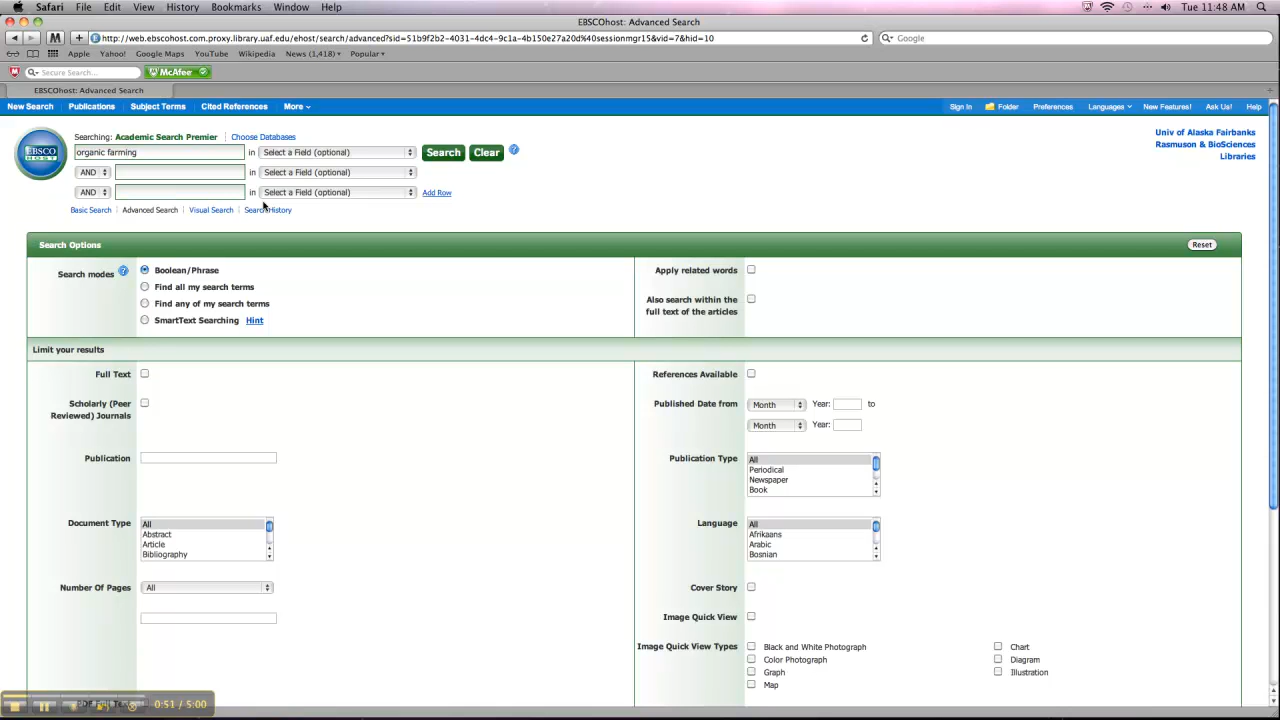 Safari File Edit View History Bookmarks Window Help Tue 11:48 AM
EBSCOhost: Advanced Search
M http://web.ebscohost.com.proxy.library.uaf.edu/ehost/search/advanced?sid=51b9f2b2-4031-4dc4-9c1a-4b150e27a20d%40sessionmgr15&vid=7&hid=10 Google
Apple Yahoo! Google Maps YouTube Wikipedia News (1,418) Popular
Secure Search... McAfee
EBSCOhost: Advanced Search
New Search Publications Subject Terms Cited References More Sign In Folder Preferences Languages New Features! Ask Us! Help
Searching: Academic Search Premier Choose Databases
Univ of Alaska Fairbanks
Rasmuson & BioSciences
Libraries
EBSCO
HOST
organic farming in Select a Field (optional) Search Clear
AND in Select a Field (optional)
AND in Select a Field (optional) Add Row
Basic Search Advanced Search Visual Search Search History
Search Options Reset
Search modes Boolean/Phrase
Find all my search terms
Find any of my search terms
SmartText Searching Hint
Apply related words
Also search within the
full text of the articles
Limit your results
Full Text References Available
Scholarly (Peer
Reviewed) Journals
Published Date from Month Year: to
Month Year:
Publication
Publication Type All
Periodical
Newspaper
Book
Document Type All
Abstract
Article
Bibliography
Language All
Afrikaans
Arabic
Bosnian
Number Of Pages All
Cover Story
Image Quick View
Image Quick View Types Black and White Photograph Chart
Color Photograph Diagram
Graph Illustration
Map
0:51 / 5:00